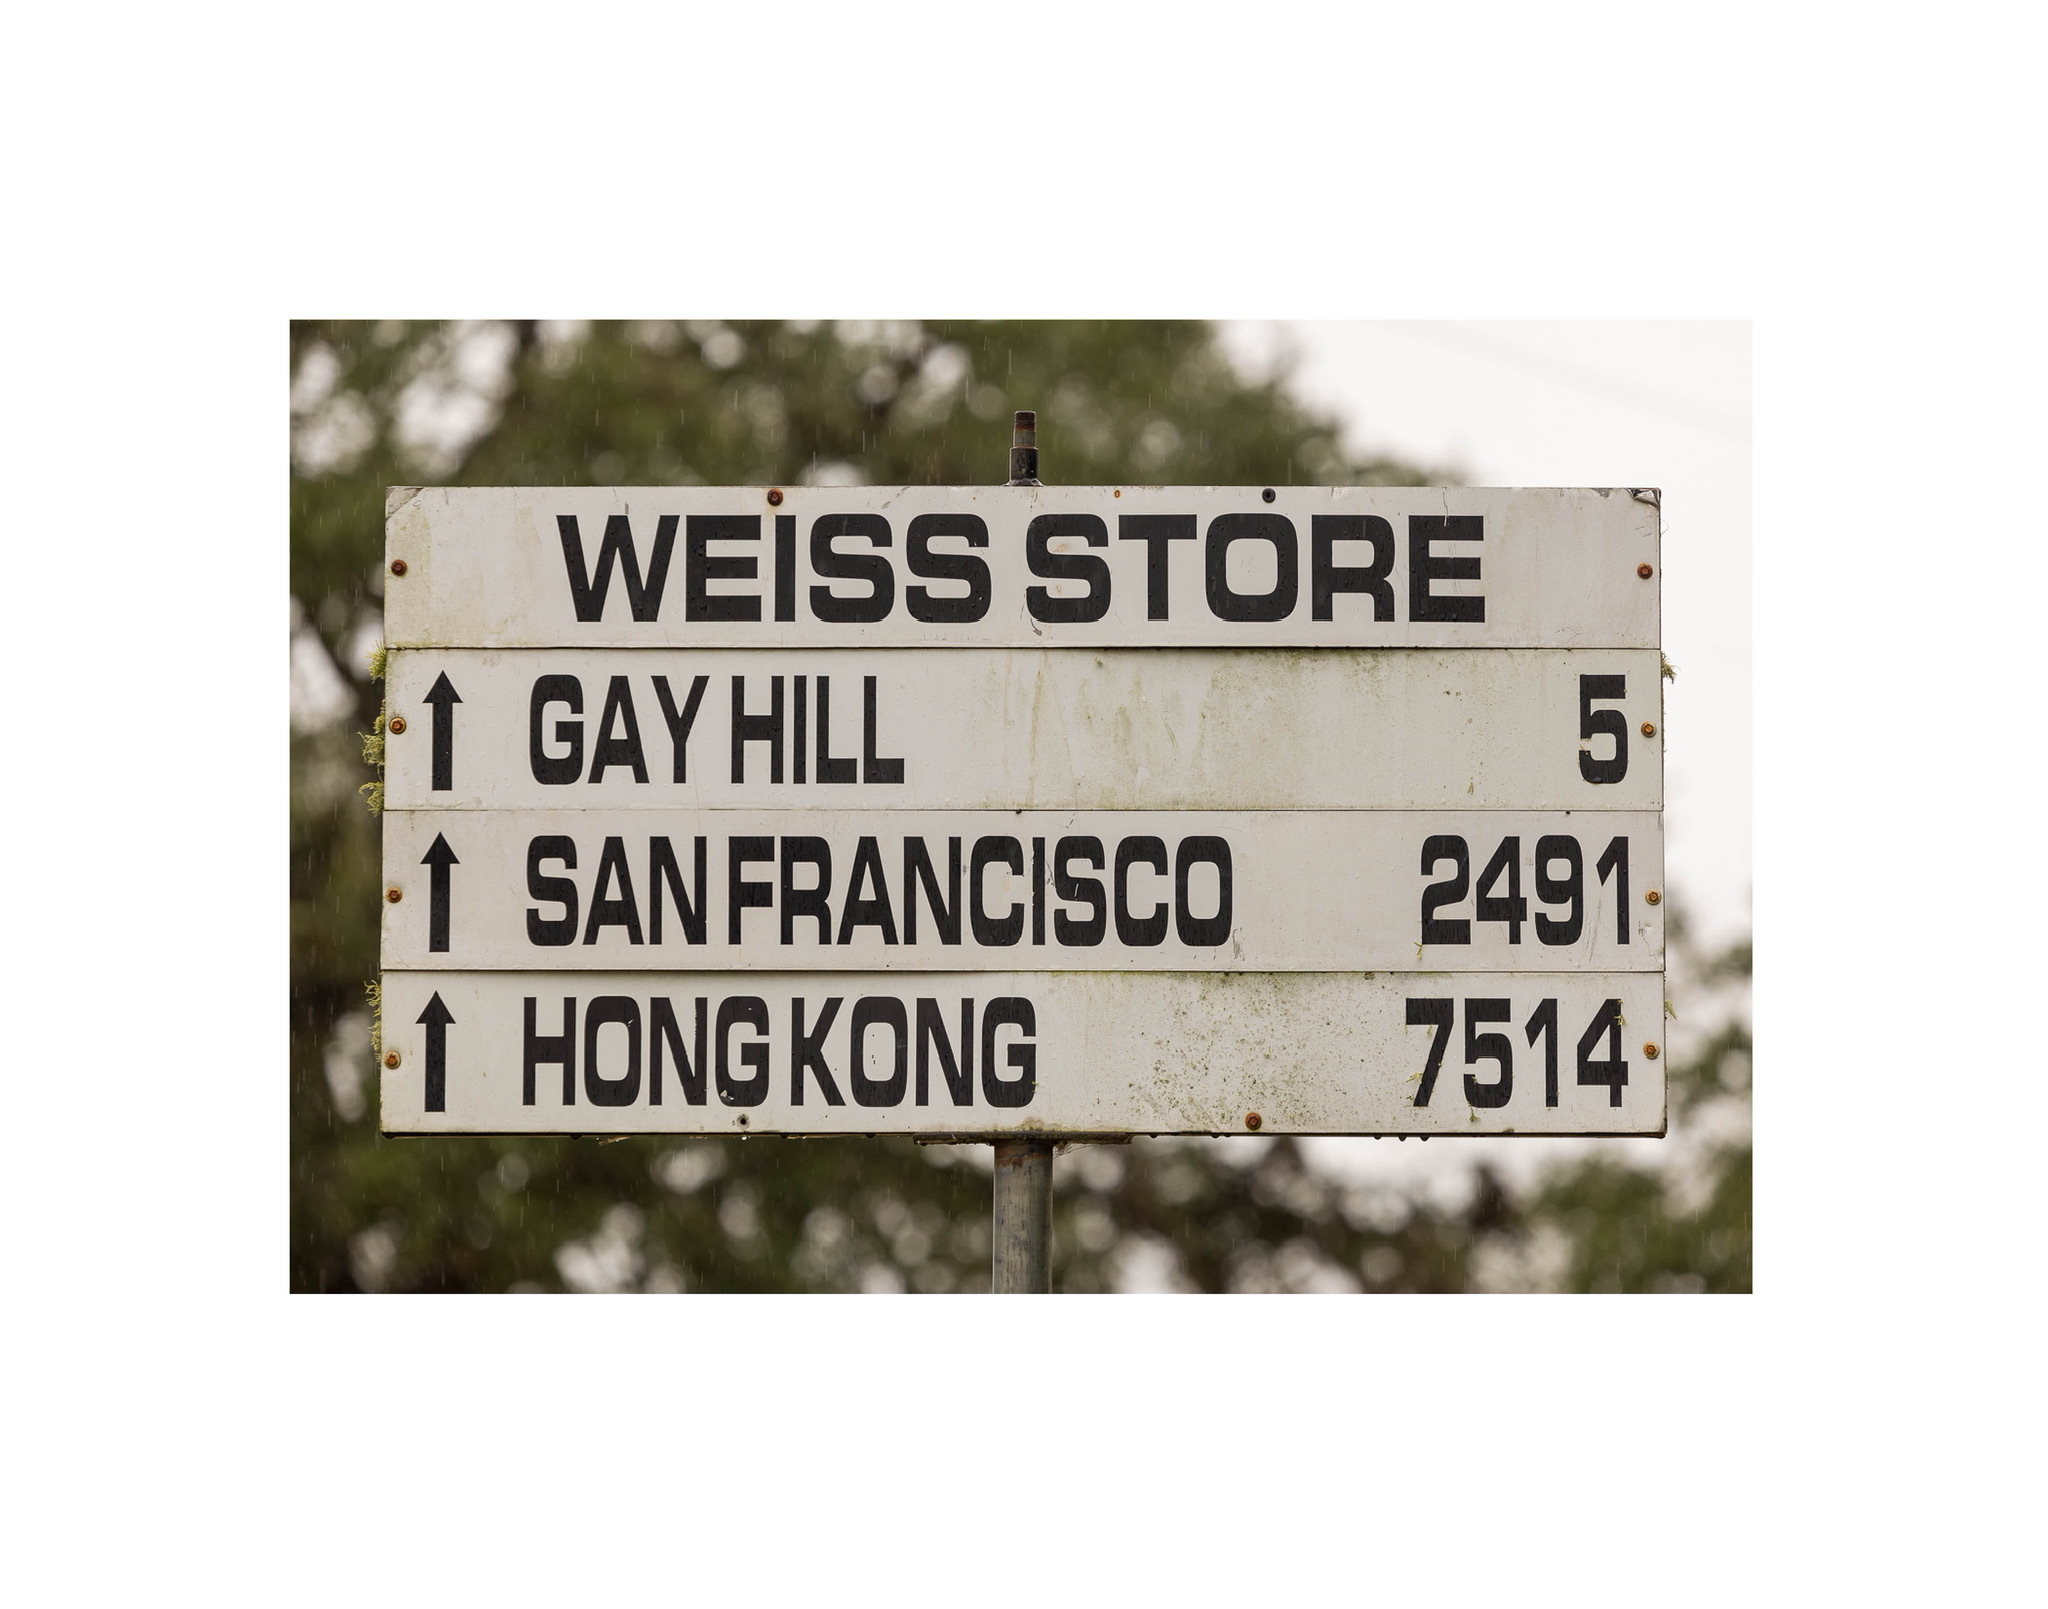 WEISS STORE
↑ GAY HILL 5
↑ SAN FRANCISCO 2491
↑ HONG KONG 7514